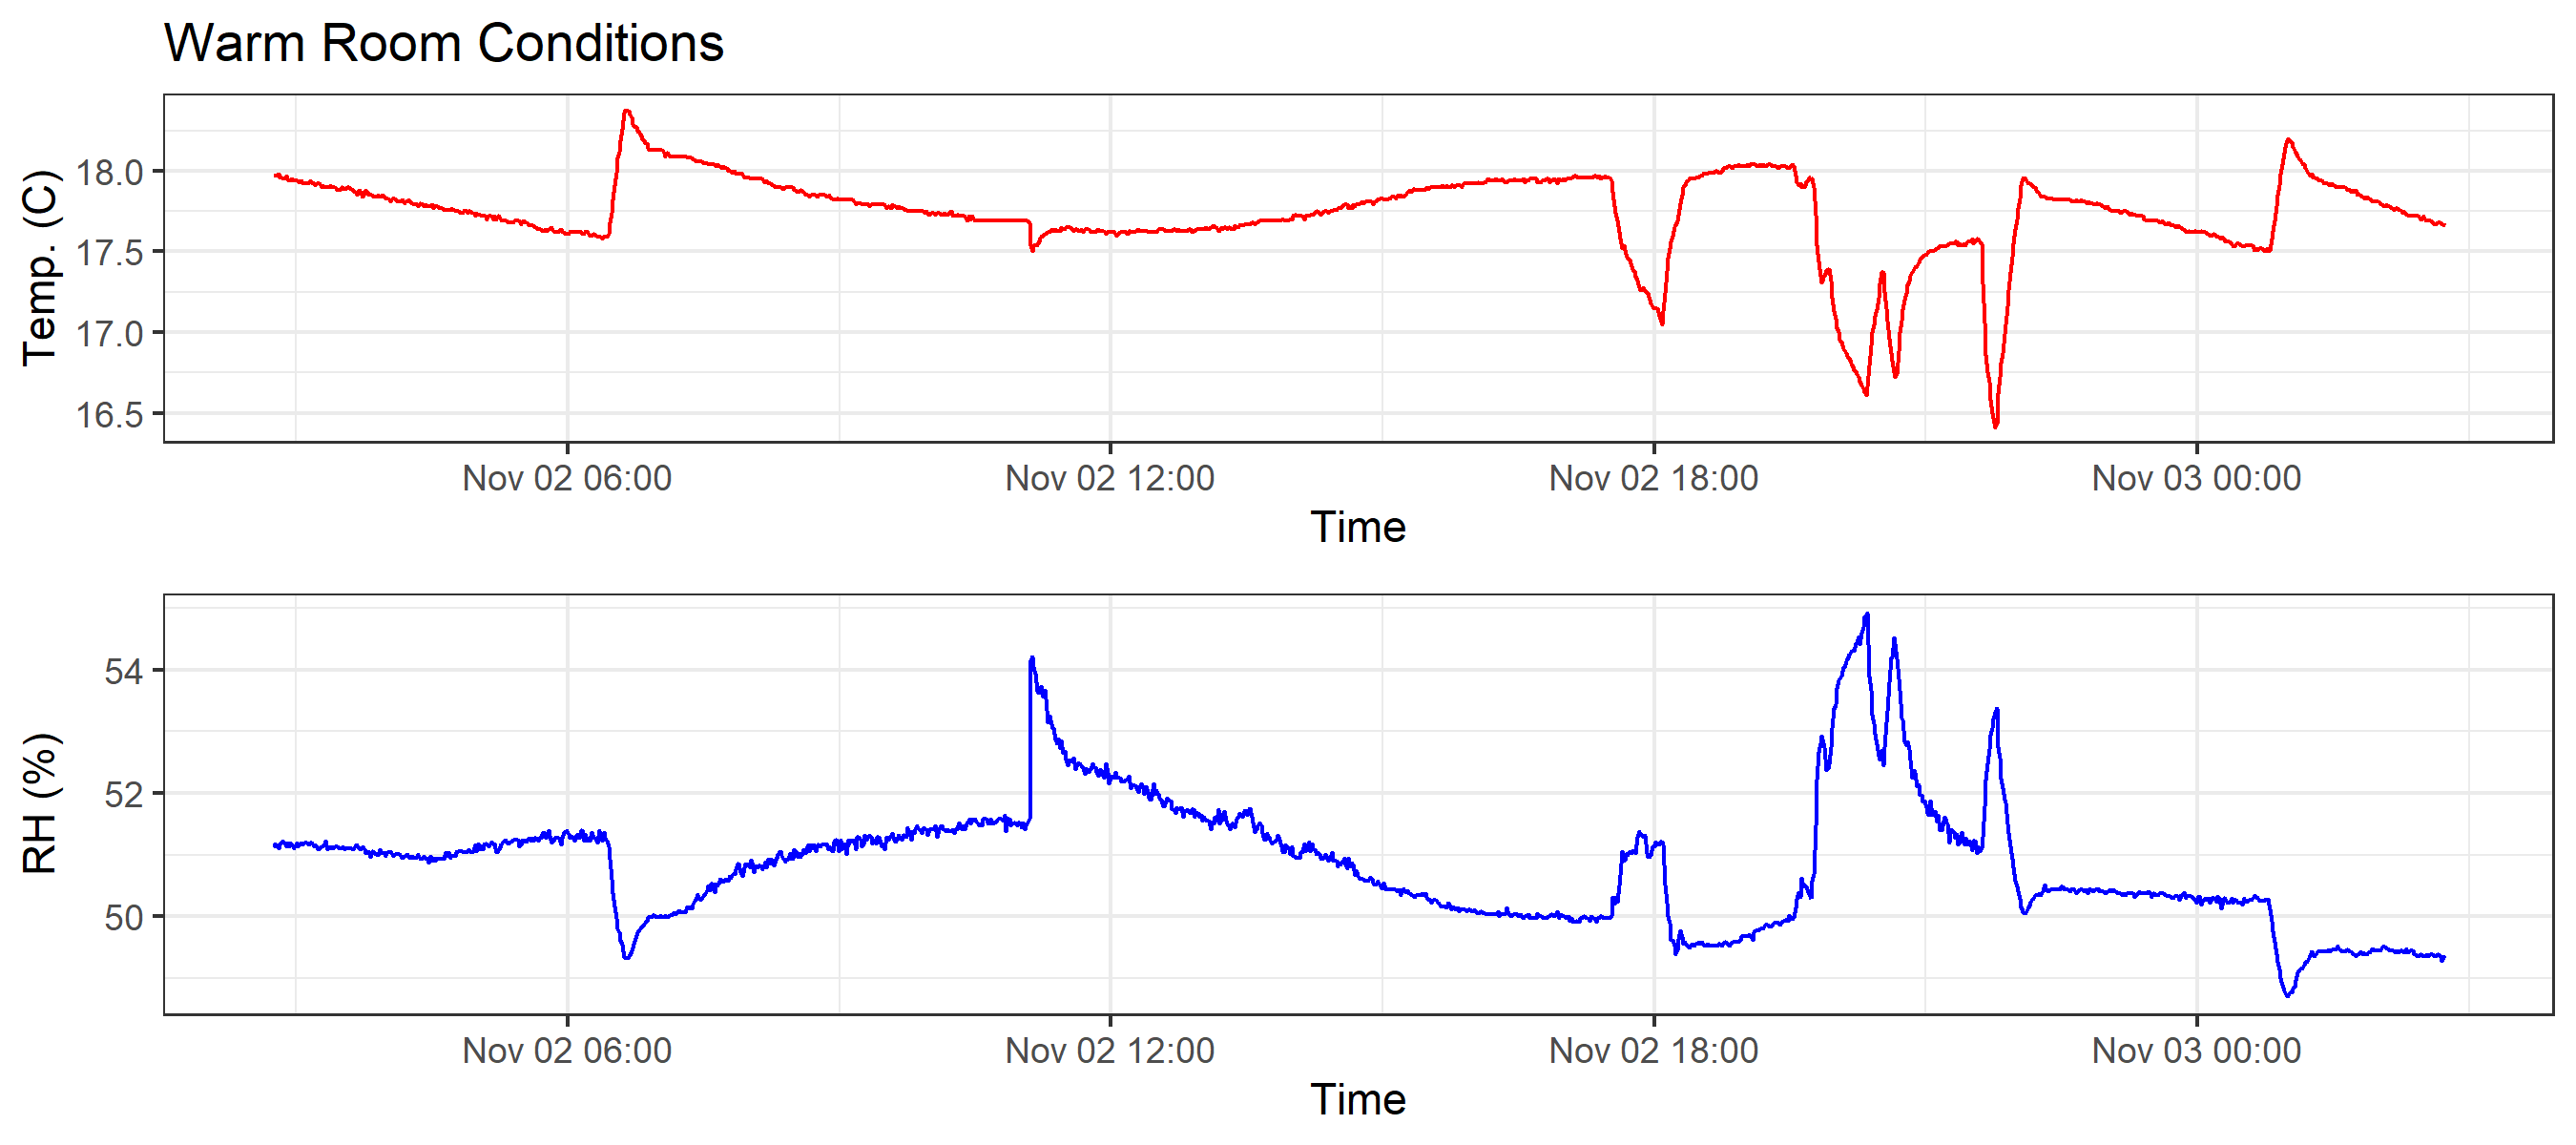 Warm Room Conditions
Temp. (C)
18.0
17.5
17.0
16.5
Nov 02 06:00 Nov 02 12:00 Nov 02 18:00 Nov 03 00:00
Time
RH (%)
54
52
50
Nov 02 06:00 Nov 02 12:00 Nov 02 18:00 Nov 03 00:00
Time